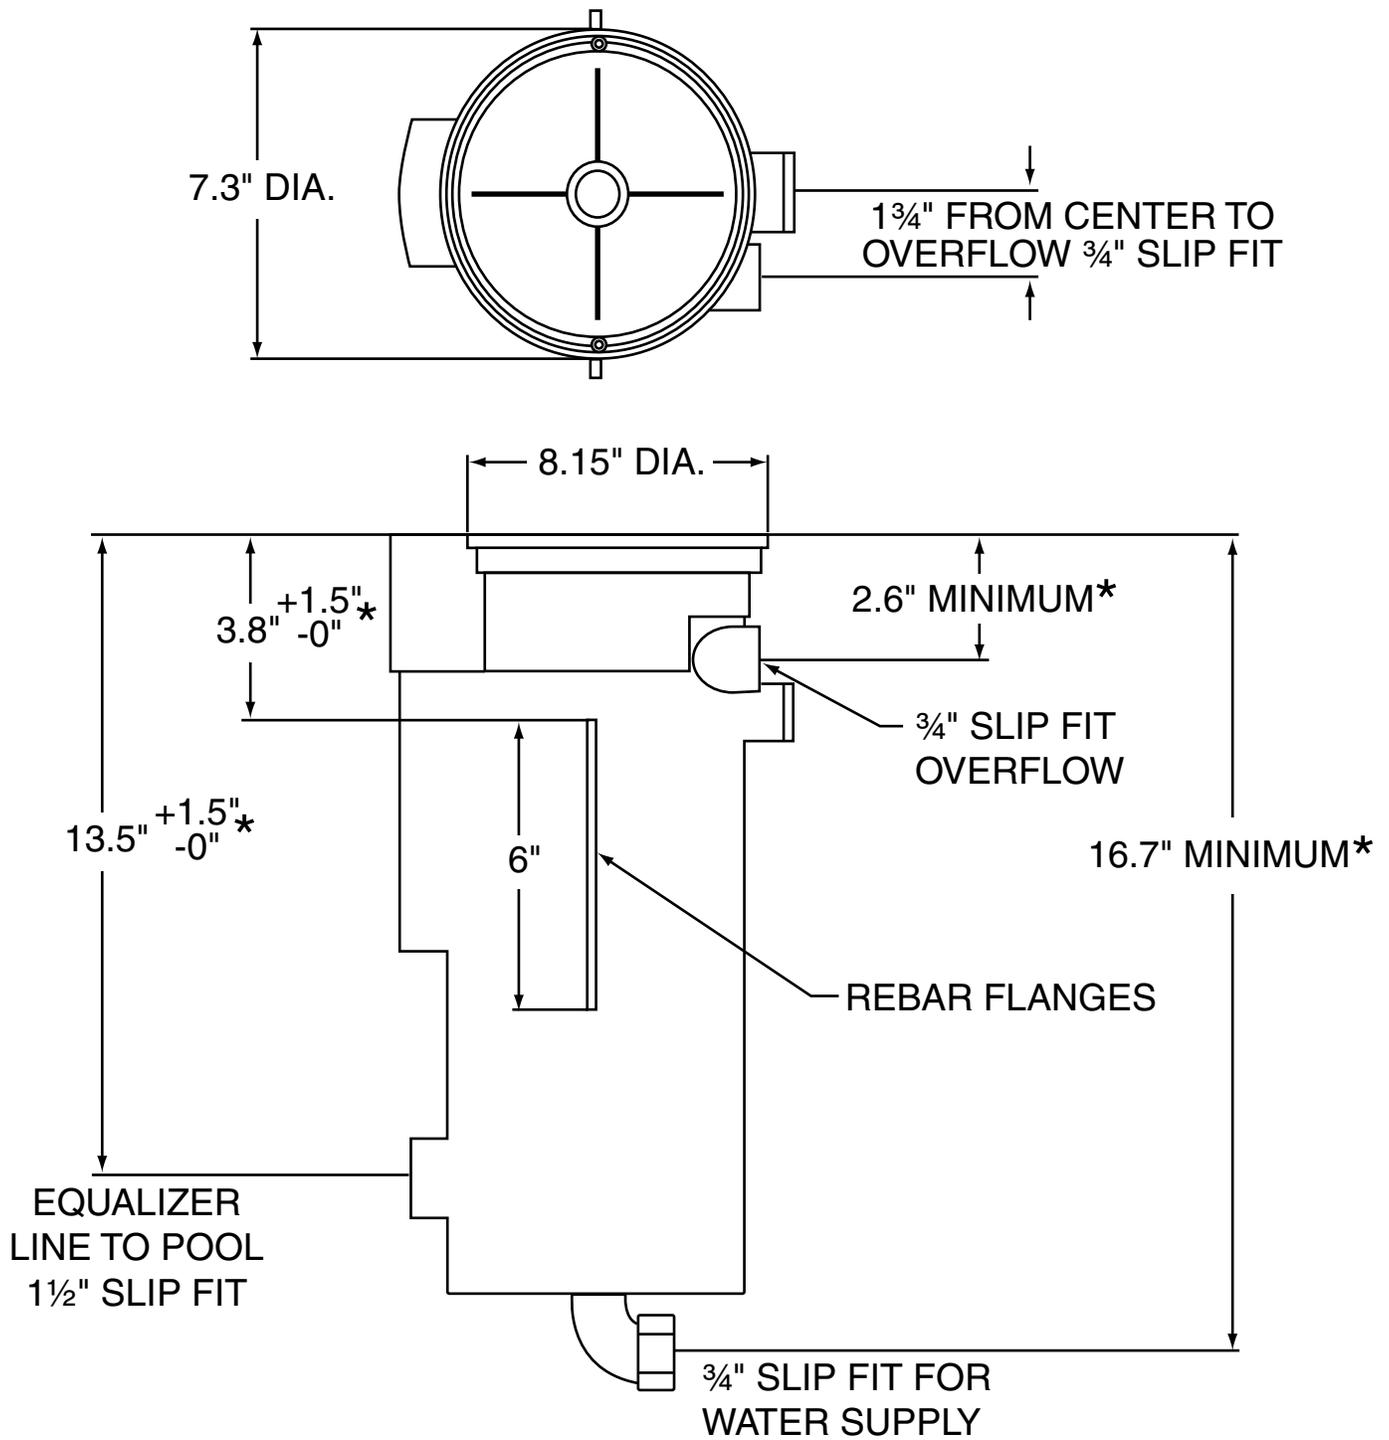 7.3" DIA.
1¾" FROM CENTER TO
OVERFLOW ¾" SLIP FIT
8.15" DIA.
3.8" +1.5" *
-0"
2.6" MINIMUM*
¾" SLIP FIT
OVERFLOW
13.5" +1.5" *
-0"
6"
16.7" MINIMUM*
REBAR FLANGES
EQUALIZER
LINE TO POOL
1½" SLIP FIT
¾" SLIP FIT FOR
WATER SUPPLY